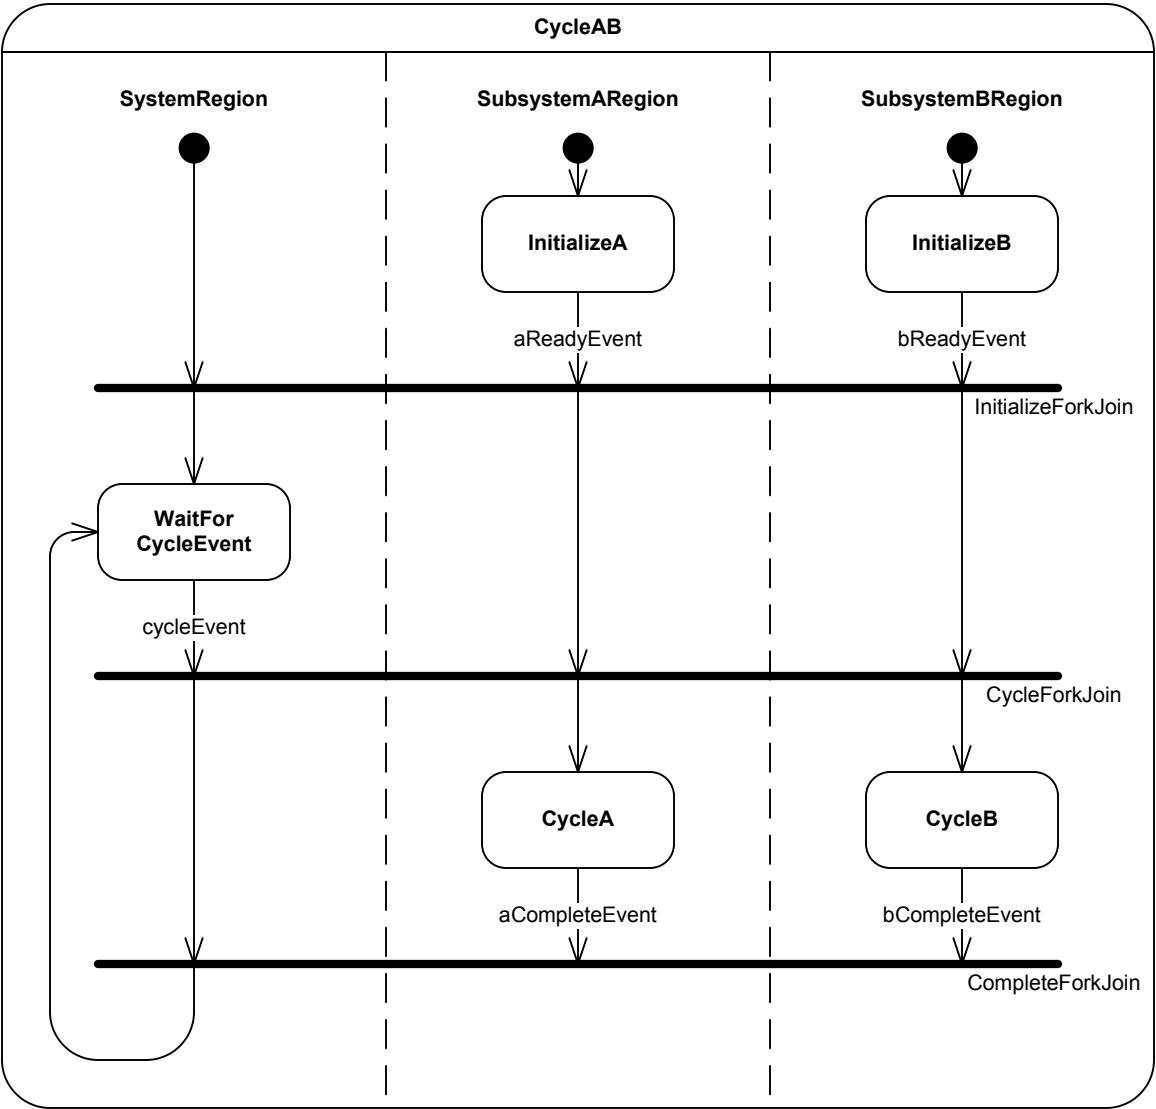 CycleAB
SystemRegion
SubsystemARegion
SubsystemBRegion
InitializeA
InitializeB
aReadyEvent
bReadyEvent
InitializeForkJoin
WaitFor
CycleEvent
cycleEvent
CycleForkJoin
CycleA
CycleB
aCompleteEvent
bCompleteEvent
CompleteForkJoin